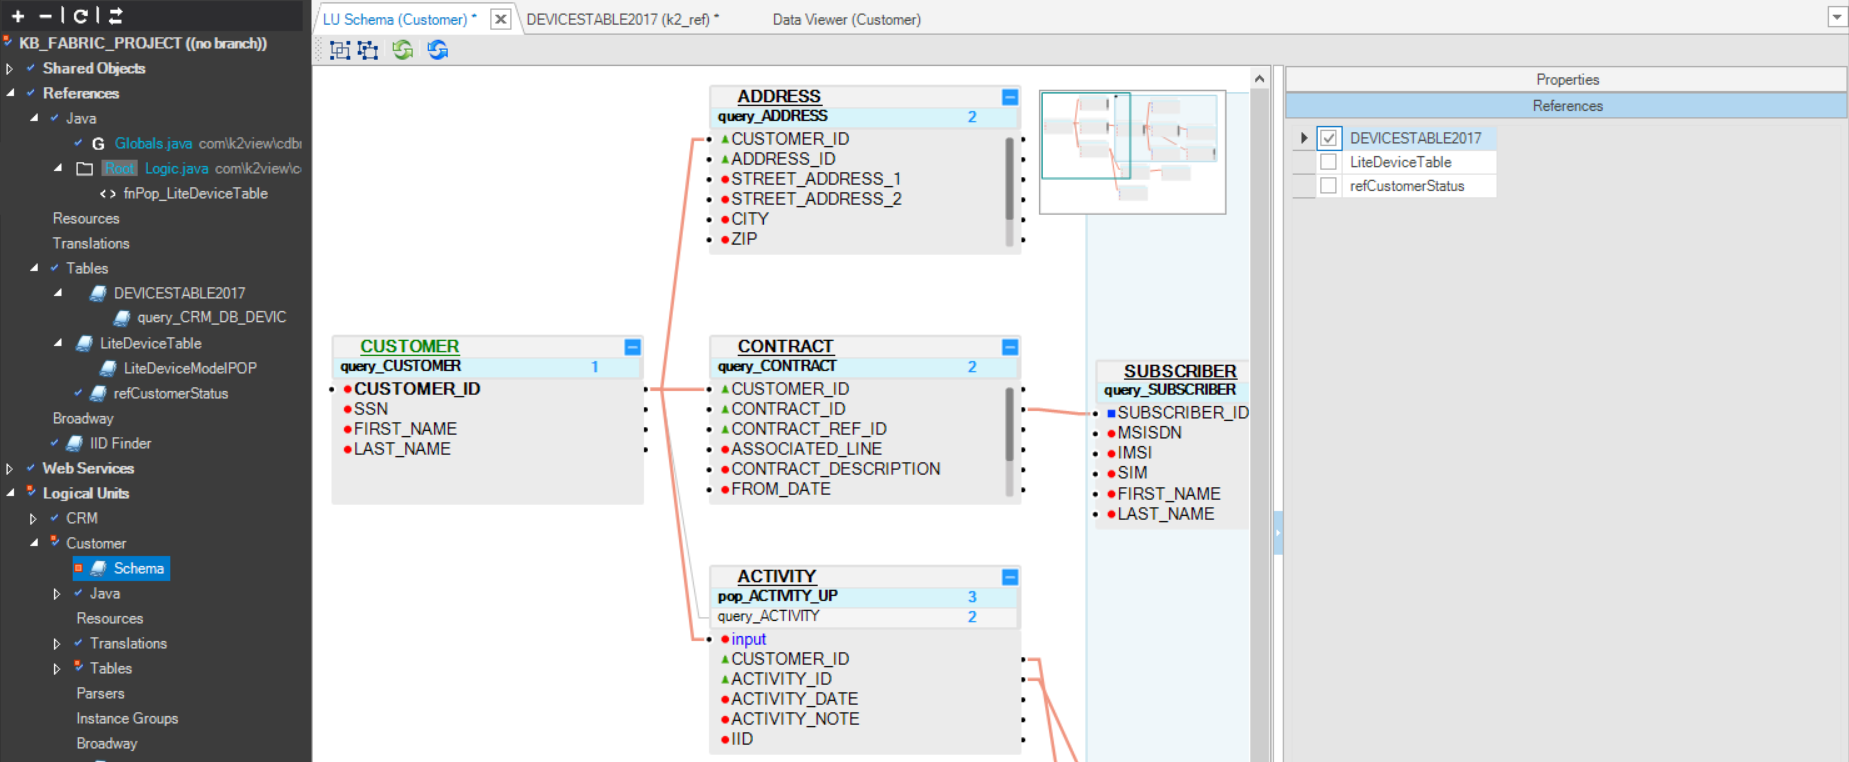 KB_FABRIC_PROJECT ((no branch))
Shared Objects
References
Java
G Globals.java com\k2view\cdbr
Root Logic.java com\k2view\c
<> fnPop_LiteDeviceTable
Resources
Translations
Tables
DEVICESTABLE2017
query_CRM_DB_DEVIC
LiteDeviceTable
LiteDeviceModelPOP
refCustomerStatus
Broadway
IID Finder
Web Services
Logical Units
CRM
Customer
Schema
Java
Resources
Translations
Tables
Parsers
Instance Groups
Broadway
LU Schema (Customer) *
DEVICESTABLE2017 (k2_ref) *
Data Viewer (Customer)
CUSTOMER
query_CUSTOMER 1
CUSTOMER_ID
SSN
FIRST_NAME
LAST_NAME
ADDRESS
query_ADDRESS 2
CUSTOMER_ID
ADDRESS_ID
STREET_ADDRESS_1
STREET_ADDRESS_2
CITY
ZIP
CONTRACT
query_CONTRACT 2
CUSTOMER_ID
CONTRACT_ID
CONTRACT_REF_ID
ASSOCIATED_LINE
CONTRACT_DESCRIPTION
FROM_DATE
ACTIVITY
pop_ACTIVITY_UP 3
query_ACTIVITY 2
input
CUSTOMER_ID
ACTIVITY_ID
ACTIVITY_DATE
ACTIVITY_NOTE
IID
SUBSCRIBER
query_SUBSCRIBER
SUBSCRIBER_ID
MSISDN
IMSI
SIM
FIRST_NAME
LAST_NAME
Properties
References
DEVICESTABLE2017
LiteDeviceTable
refCustomerStatus